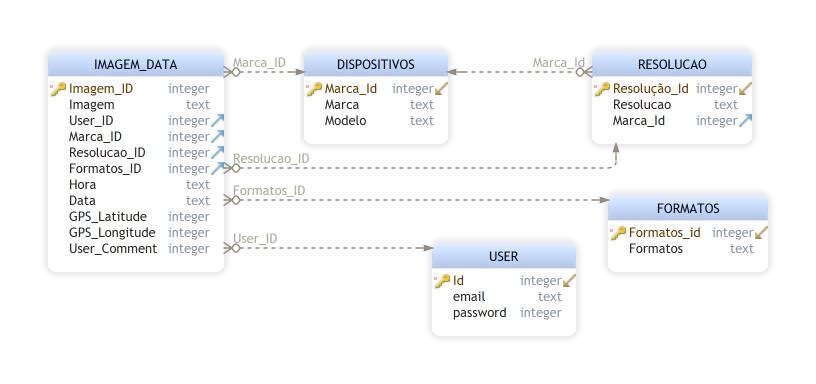 Marca_ID
Marca_Id
IMAGEM_DATA
Imagem_ID integer
Imagem text
User_ID integer
Marca_ID integer
Resolucao_ID integer
Formatos_ID integer
Hora text
Data text
GPS_Latitude integer
GPS_Longitude integer
User_Comment integer
DISPOSITIVOS
Marca_Id integer
Marca text
Modelo text
RESOLUCAO
Resolução_Id integer
Resolucao text
Marca_Id integer
Resolucao_ID
Formatos_ID
User_ID
FORMATOS
Formatos_id integer
Formatos text
USER
Id integer
email text
password integer